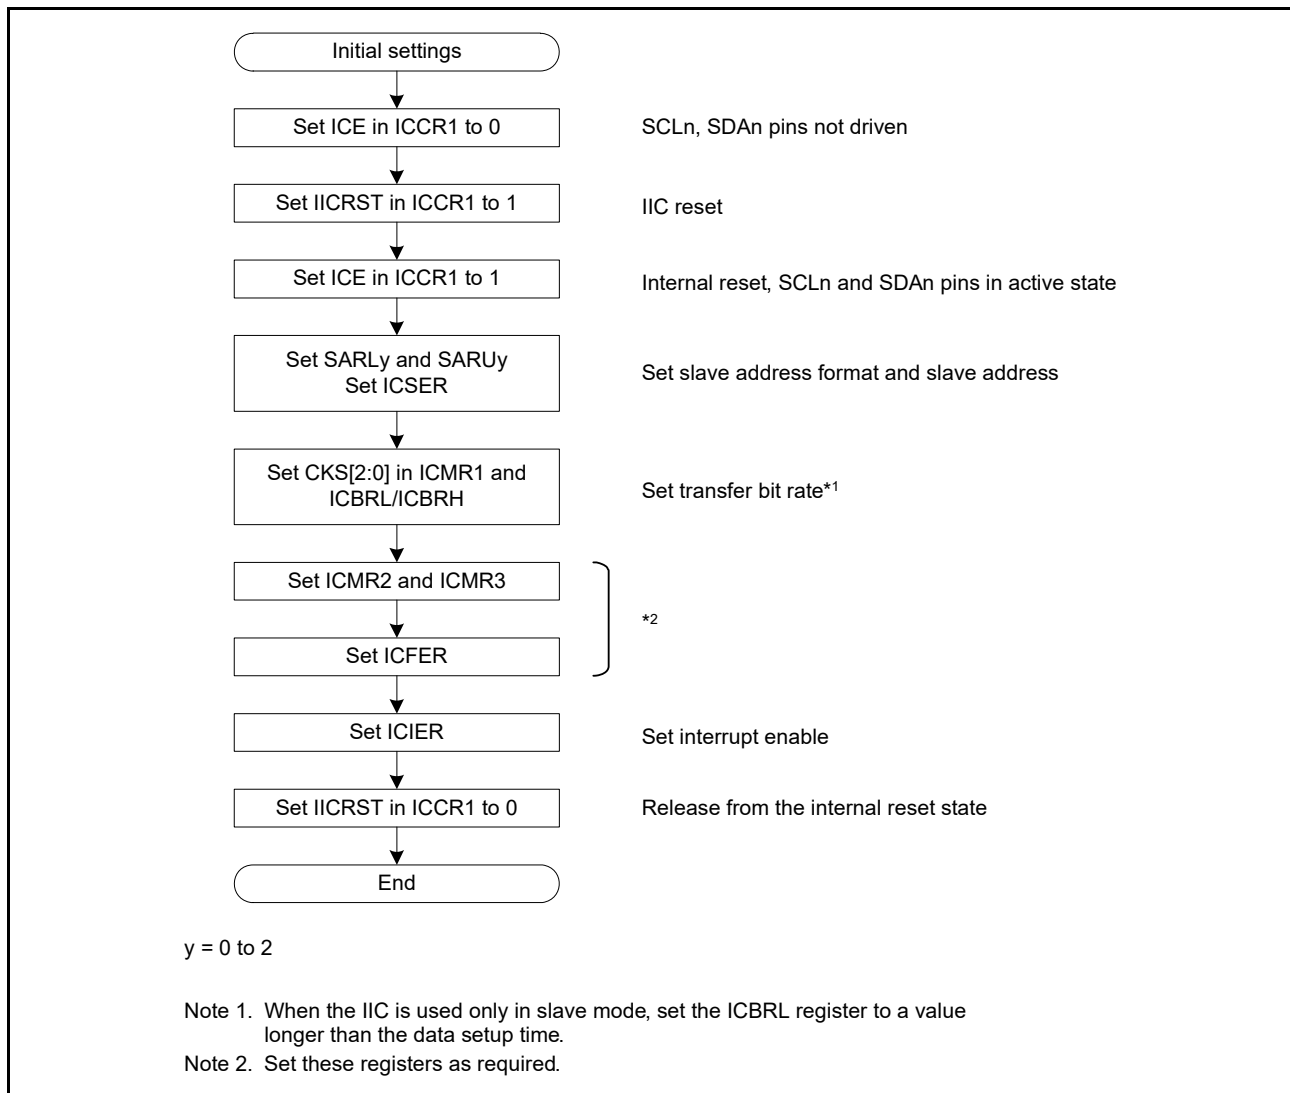 Initial settings
Set ICE in ICCR1 to 0
SCLn, SDAn pins not driven
Set IICRST in ICCR1 to 1
IIC reset
Set ICE in ICCR1 to 1
Internal reset, SCLn and SDAn pins in active state
Set SARLy and SARUy
Set ICSER
Set slave address format and slave address
Set CKS[2:0] in ICMR1 and
ICBRL/ICBRH
Set transfer bit rate*1
Set ICMR2 and ICMR3
*2
Set ICFER
Set ICIER
Set interrupt enable
Set IICRST in ICCR1 to 0
Release from the internal reset state
End
y = 0 to 2
Note 1. When the IIC is used only in slave mode, set the ICBRL register to a value
longer than the data setup time.
Note 2. Set these registers as required.